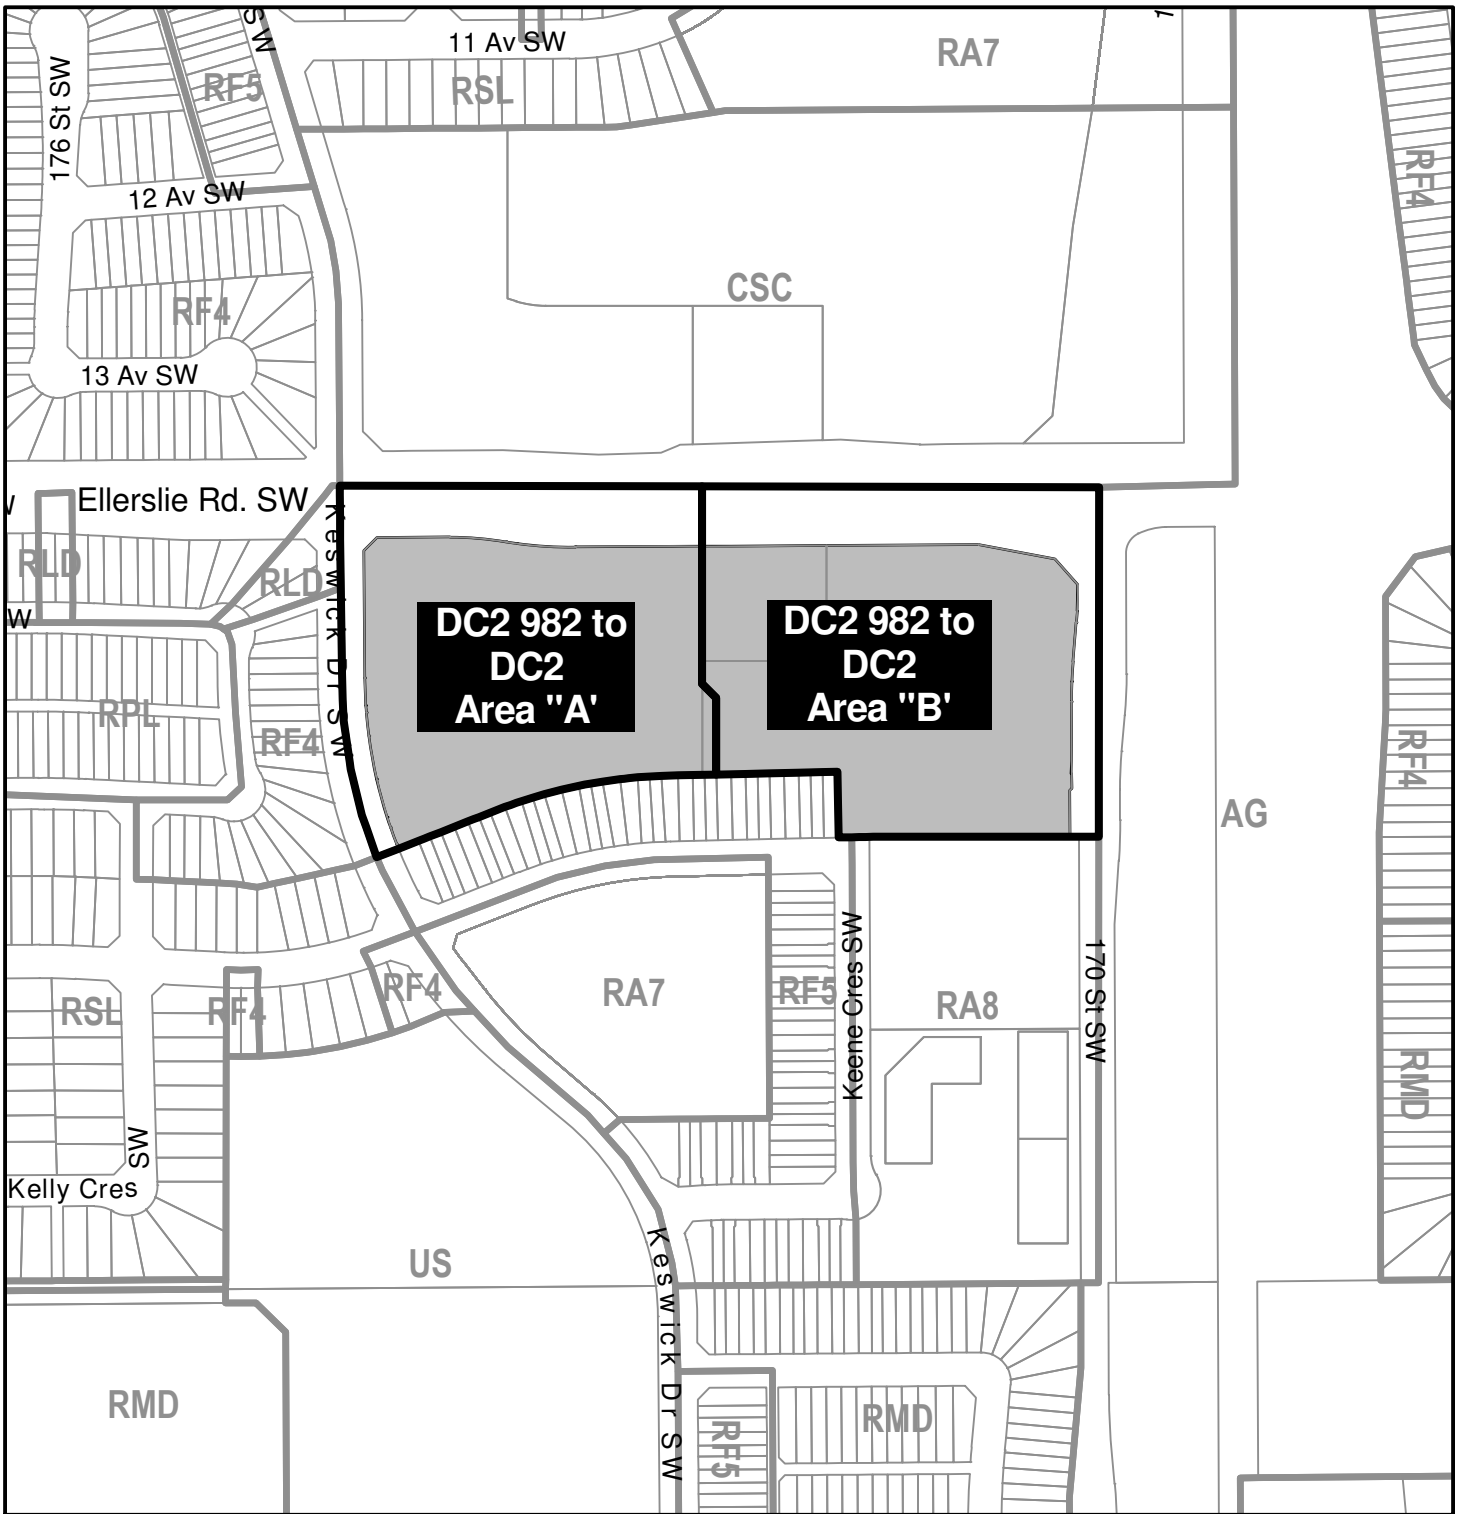 S W
11 Av SW
RA7
RSL
RF5
176 St SW
12 Av SW
RF4
RF4
CSC
13 Av SW
Ellerslie Rd. SW
Keswick Dr SW
RLD
RLD
W
DC2 982 to
DC2
Area "A'
DC2 982 to
DC2
Area "B'
RPL
RF4
RF4
AG
RSL
RF4
RF4
RA7
RF5
Keene Cres SW
RA8
170 St SW
RMD
SW
Kelly Cres
US
Keswick Dr SW
RMD
RF5
RMD